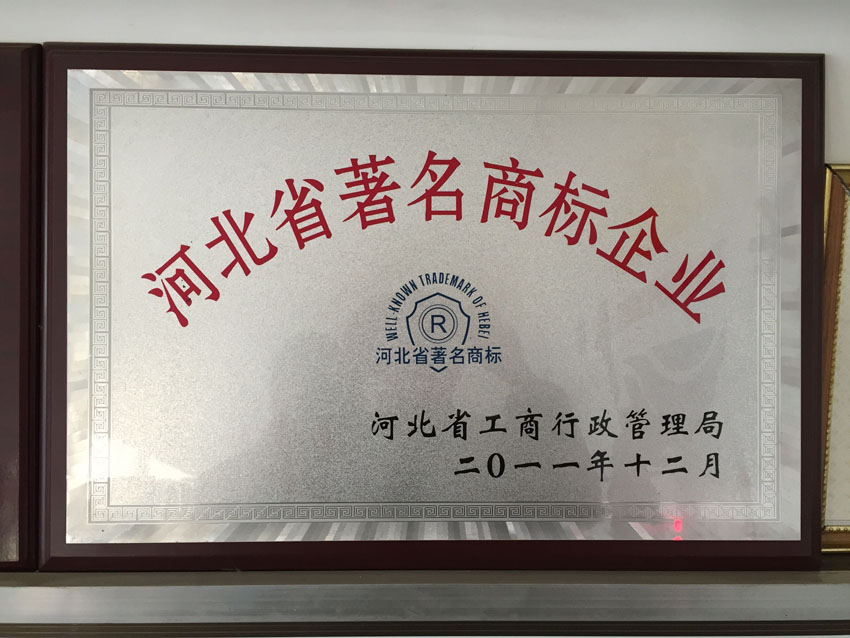 河北省著名商标企业
WELL-KNOWN TRADEMARK OF HEBEI
R
河北省著名商标
河北省工商行政管理局
二〇一一年十二月